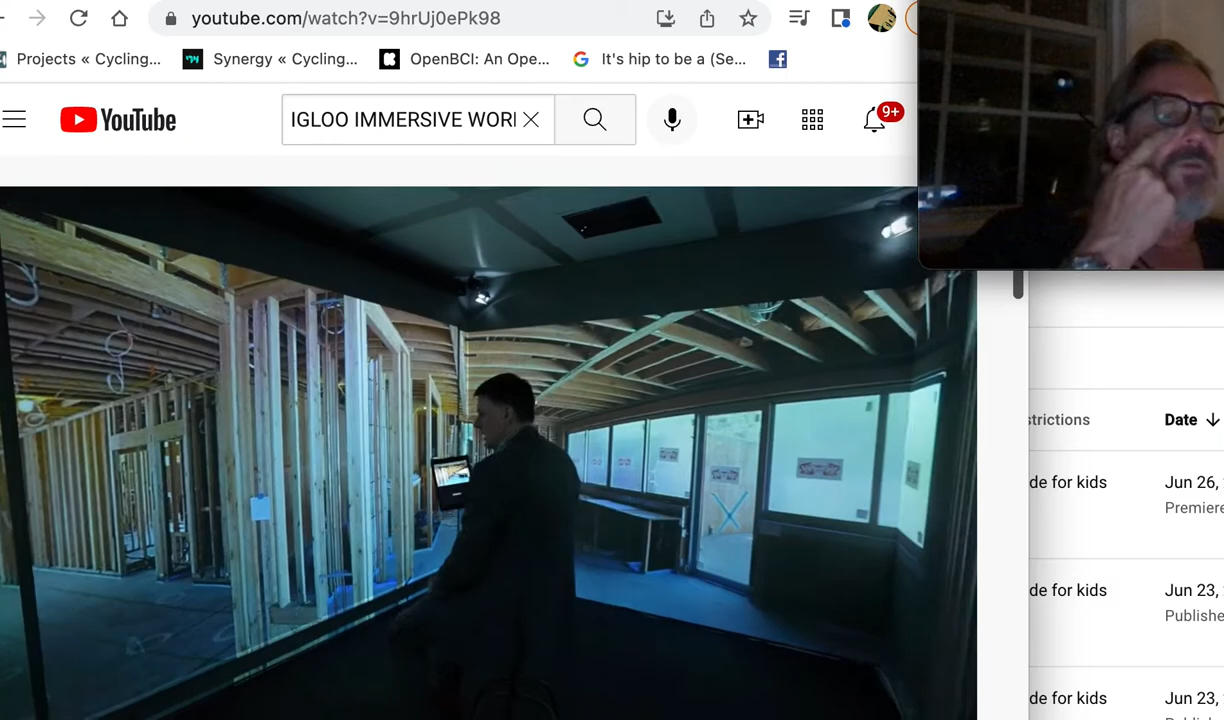 youtube.com/watch?v=9hrUj0ePk98
Projects « Cycling...
Synergy « Cycling...
OpenBCI: An Ope...
It's hip to be a (Se...
YouTube
IGLOO IMMERSIVE WOR
9+
strictions
Date
de for kids
Jun 26,
Premiere
de for kids
Jun 23,
Publishe
de for kids
Jun 23,